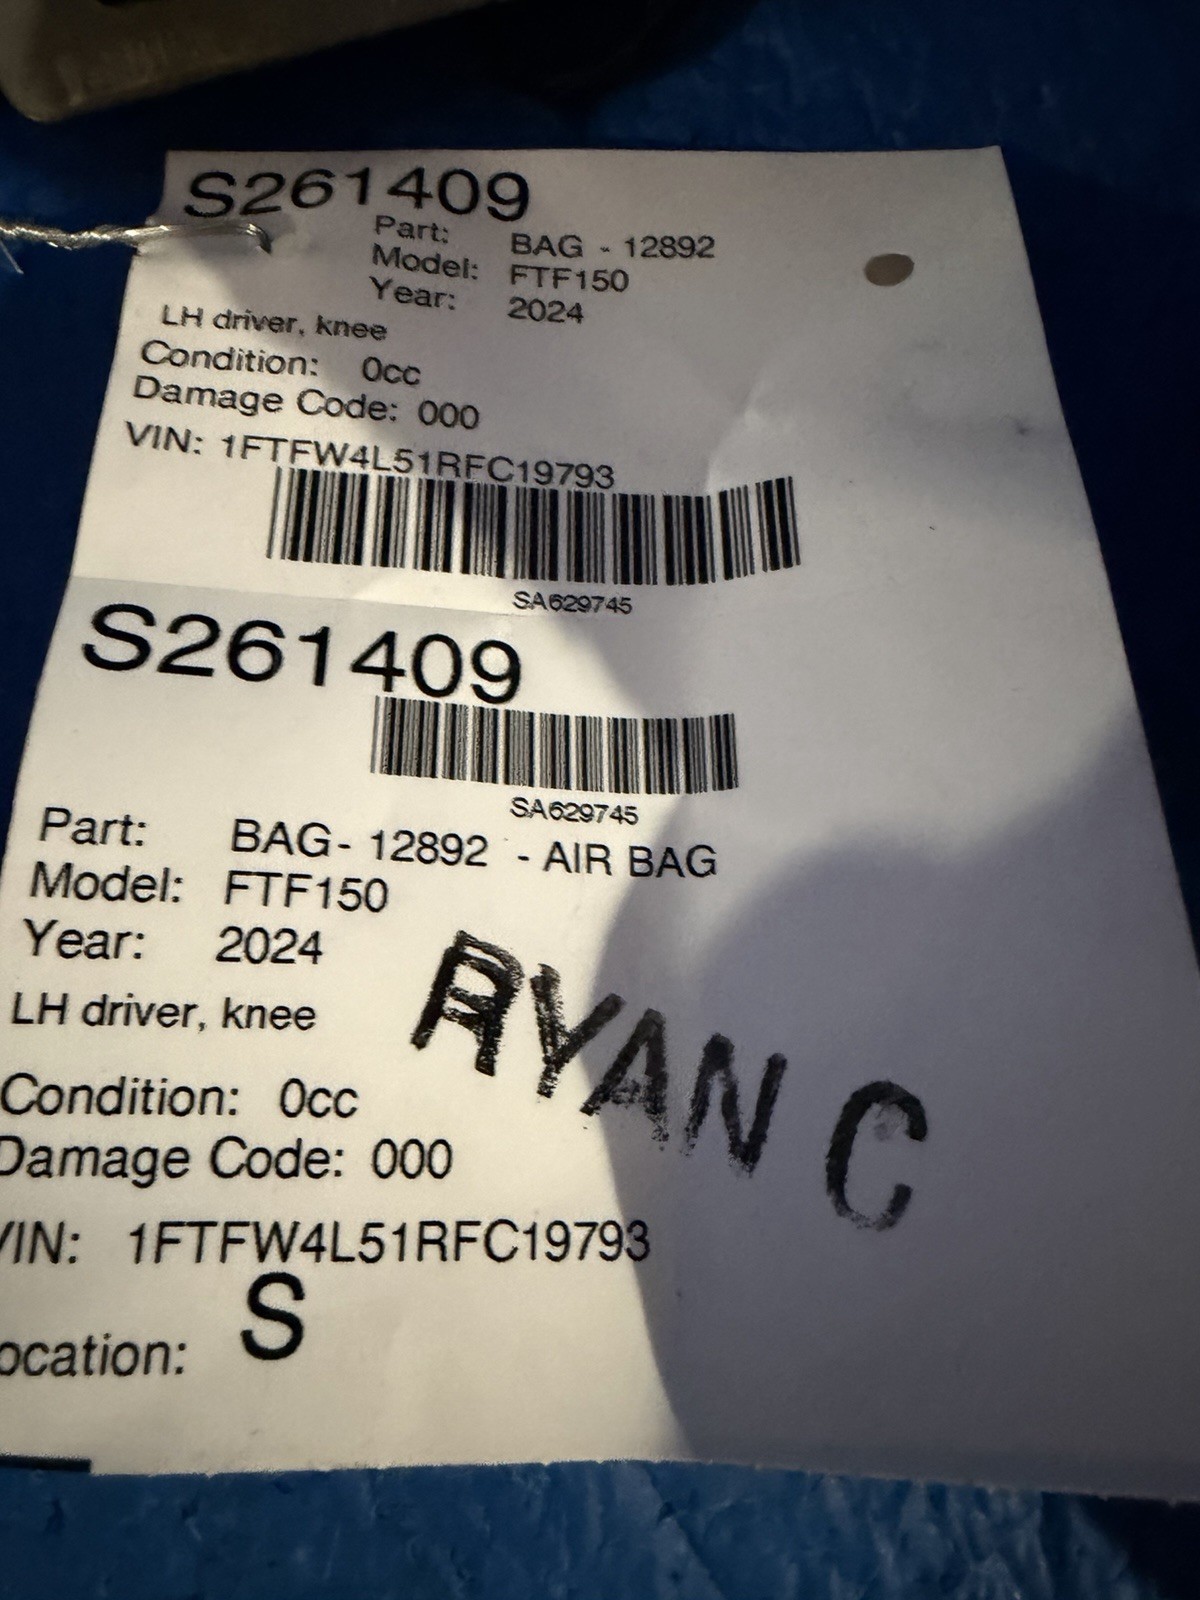 S261409
Part: BAG - 12892
Model: FTF150
Year: 2024
LH driver, knee
Condition: 0cc
Damage Code: 000
VIN: 1FTFW4L51RFC19793
SA629745
S261409
SA629745
Part: BAG- 12892 - AIR BAG
Model: FTF150
Year: 2024
LH driver, knee
RYAN C
Condition: 0cc
Damage Code: 000
VIN: 1FTFW4L51RFC19793
ocation: S